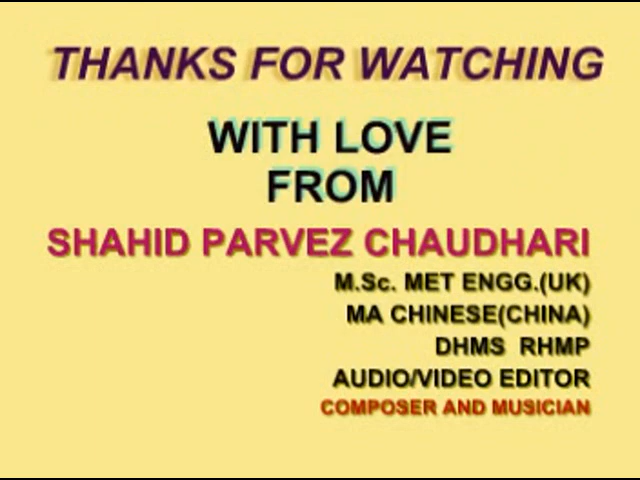 THANKS FOR WATCHING
WITH LOVE
FROM
SHAHID PARVEZ CHAUDHARI
M.Sc. MET ENGG.(UK)
MA CHINESE(CHINA)
DHMS RHMP
AUDIO/VIDEO EDITOR
COMPOSER AND MUSICIAN